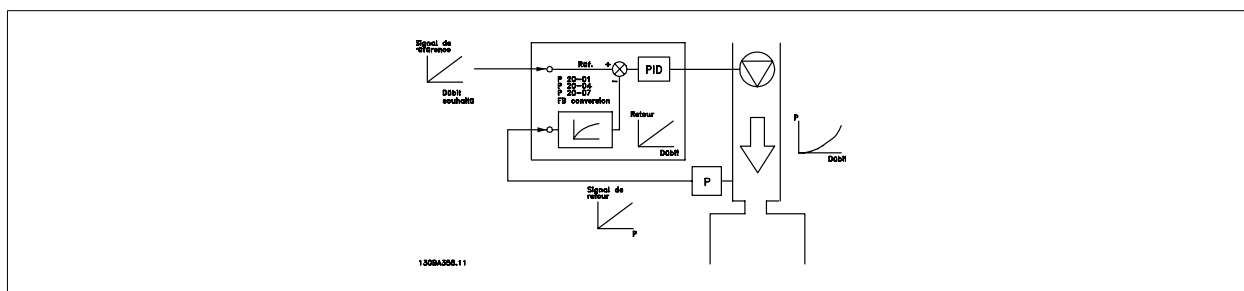 Signal de
référence
Débit
souhaité
Réf.
+
-
PID
P 20-01
P 20-04
P 20-07
FB conversion
Retour
Débit
P
Débit
P
Signal de
retour
P
130BA358.11